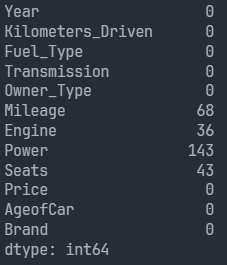 Year 0
Kilometers_Driven 0
Fuel_Type 0
Transmission 0
Owner_Type 0
Mileage 68
Engine 36
Power 143
Seats 43
Price 0
AgeofCar 0
Brand 0
dtype: int64